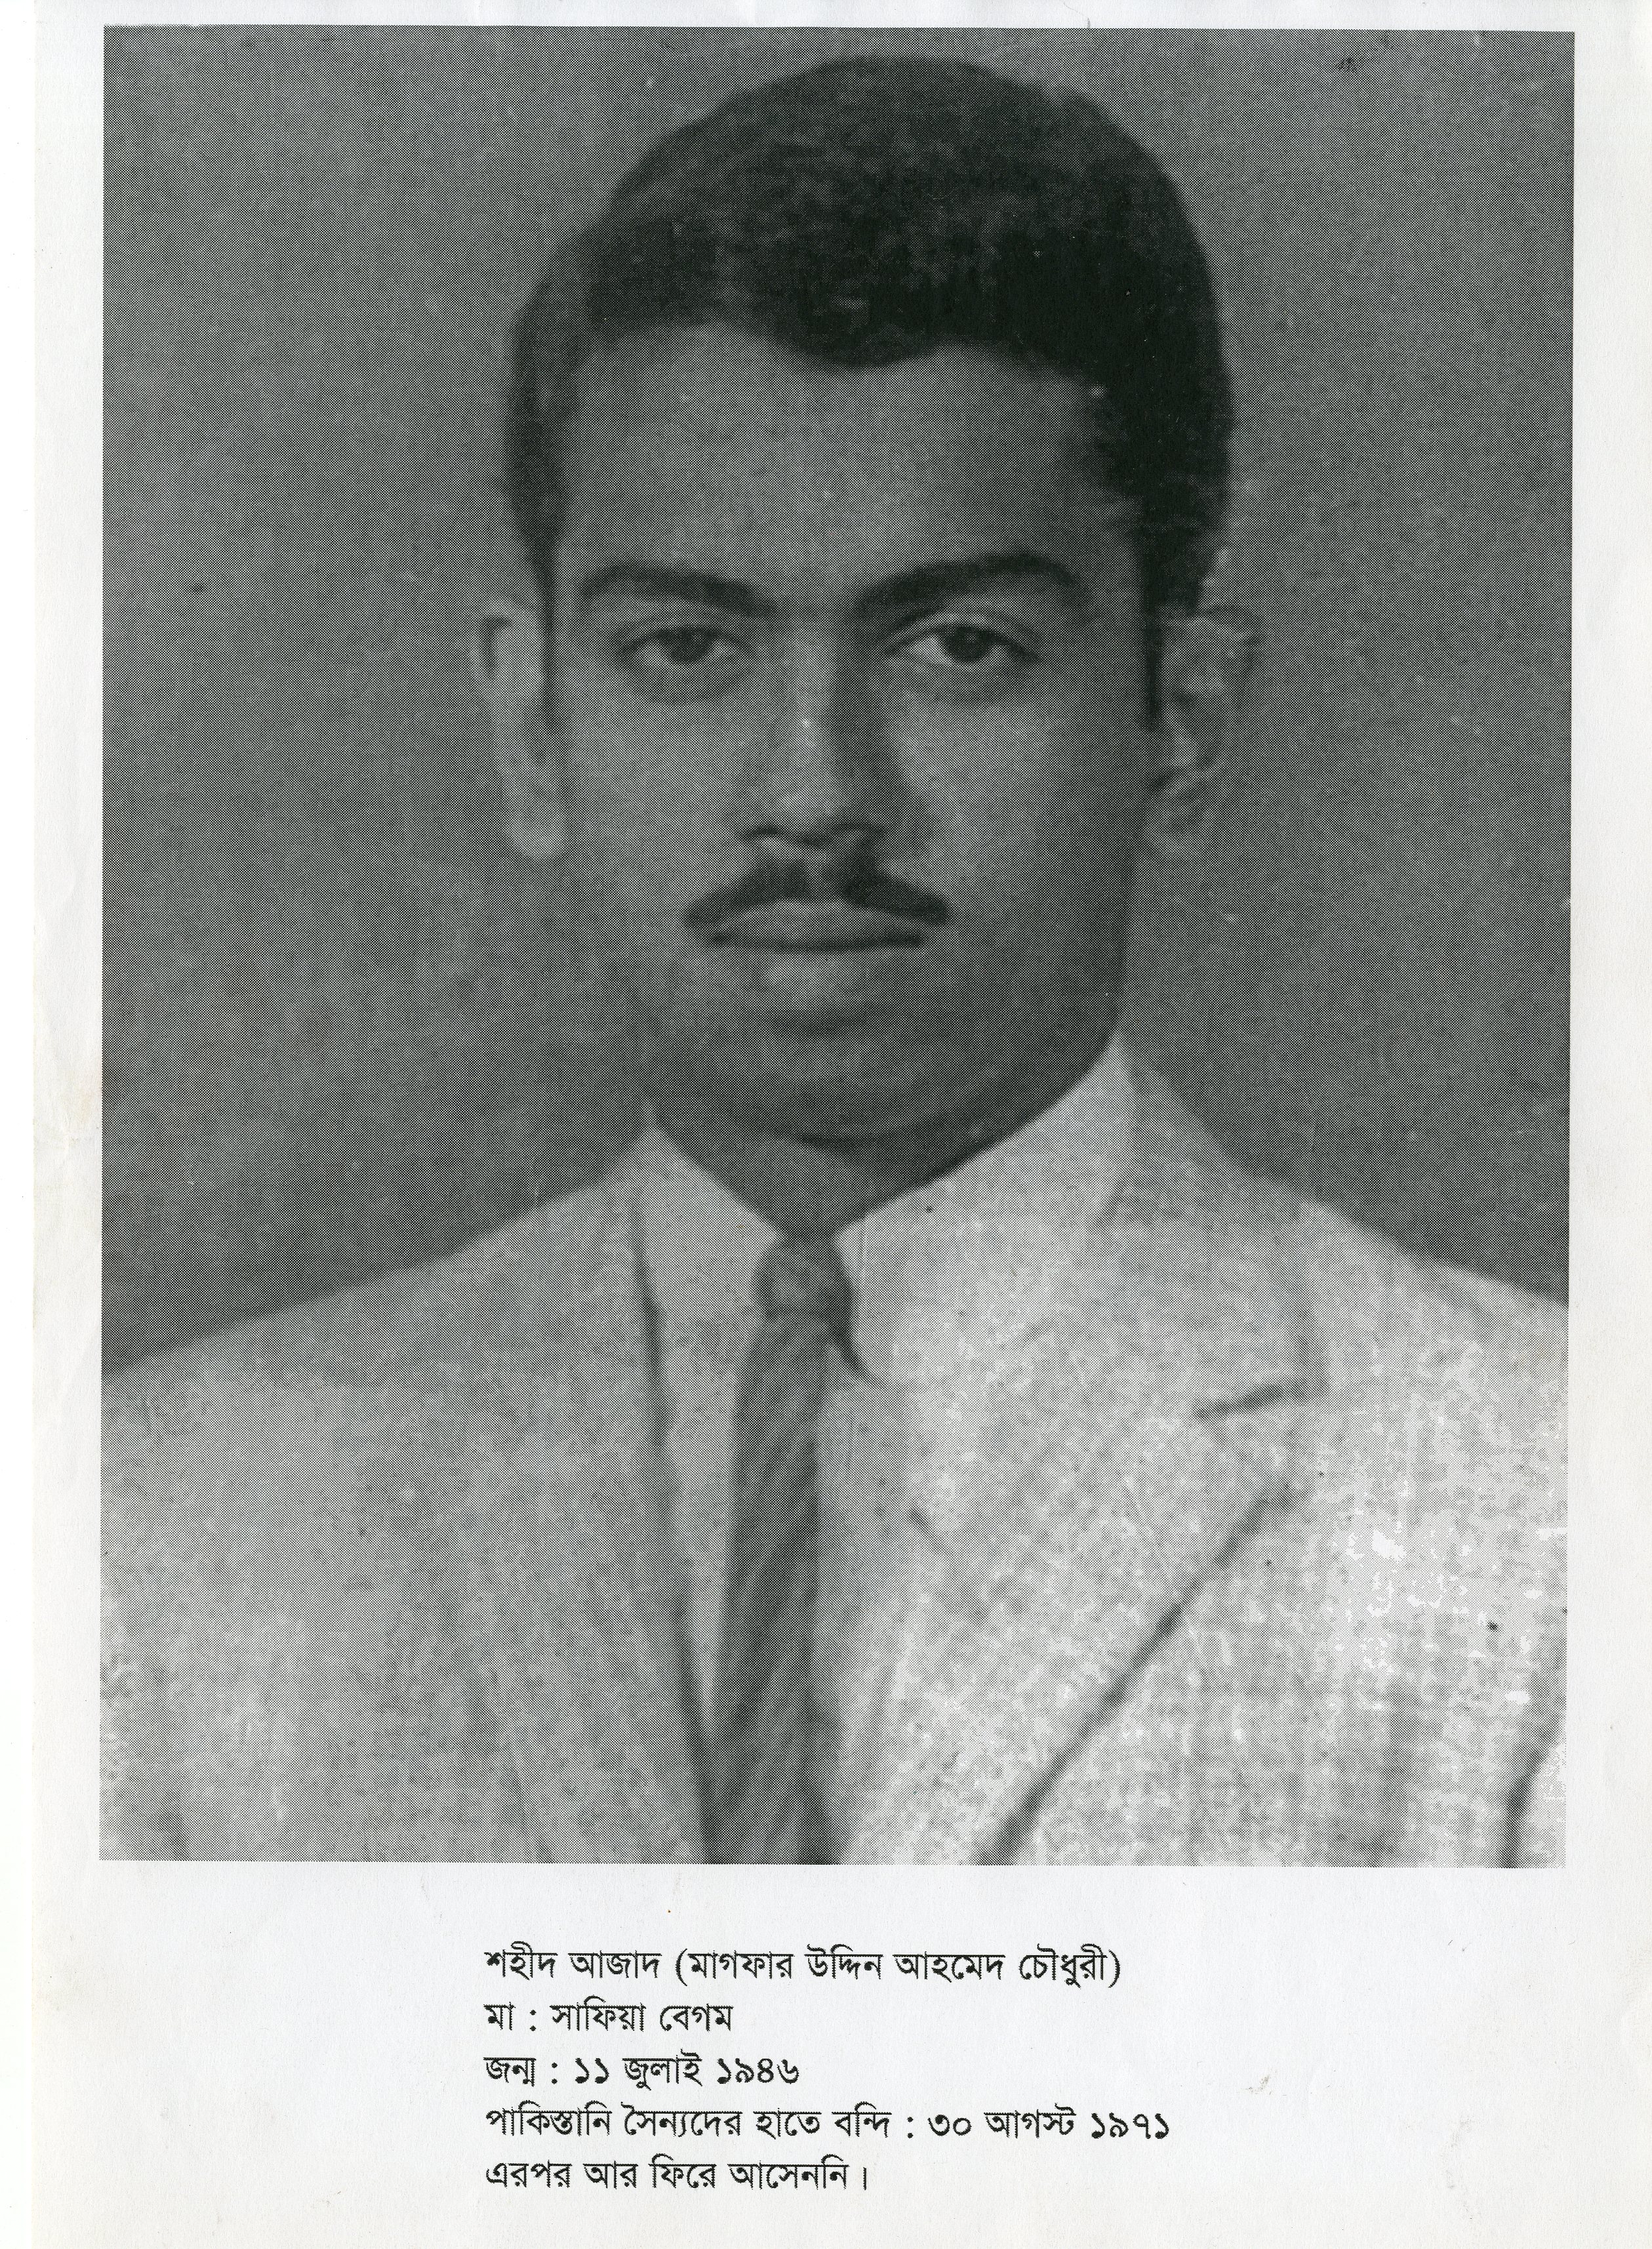 শহীদ আজাদ (মাগফার উদ্দিন আহমেদ চৌধুরী)
মা : সাফিয়া বেগম
জন্ম : ১১ জুলাই ১৯৪৬
পাকিস্তানি সৈন্যদের হাতে বন্দি : ৩০ আগস্ট ১৯৭১
এরপর আর ফিরে আসেননি।